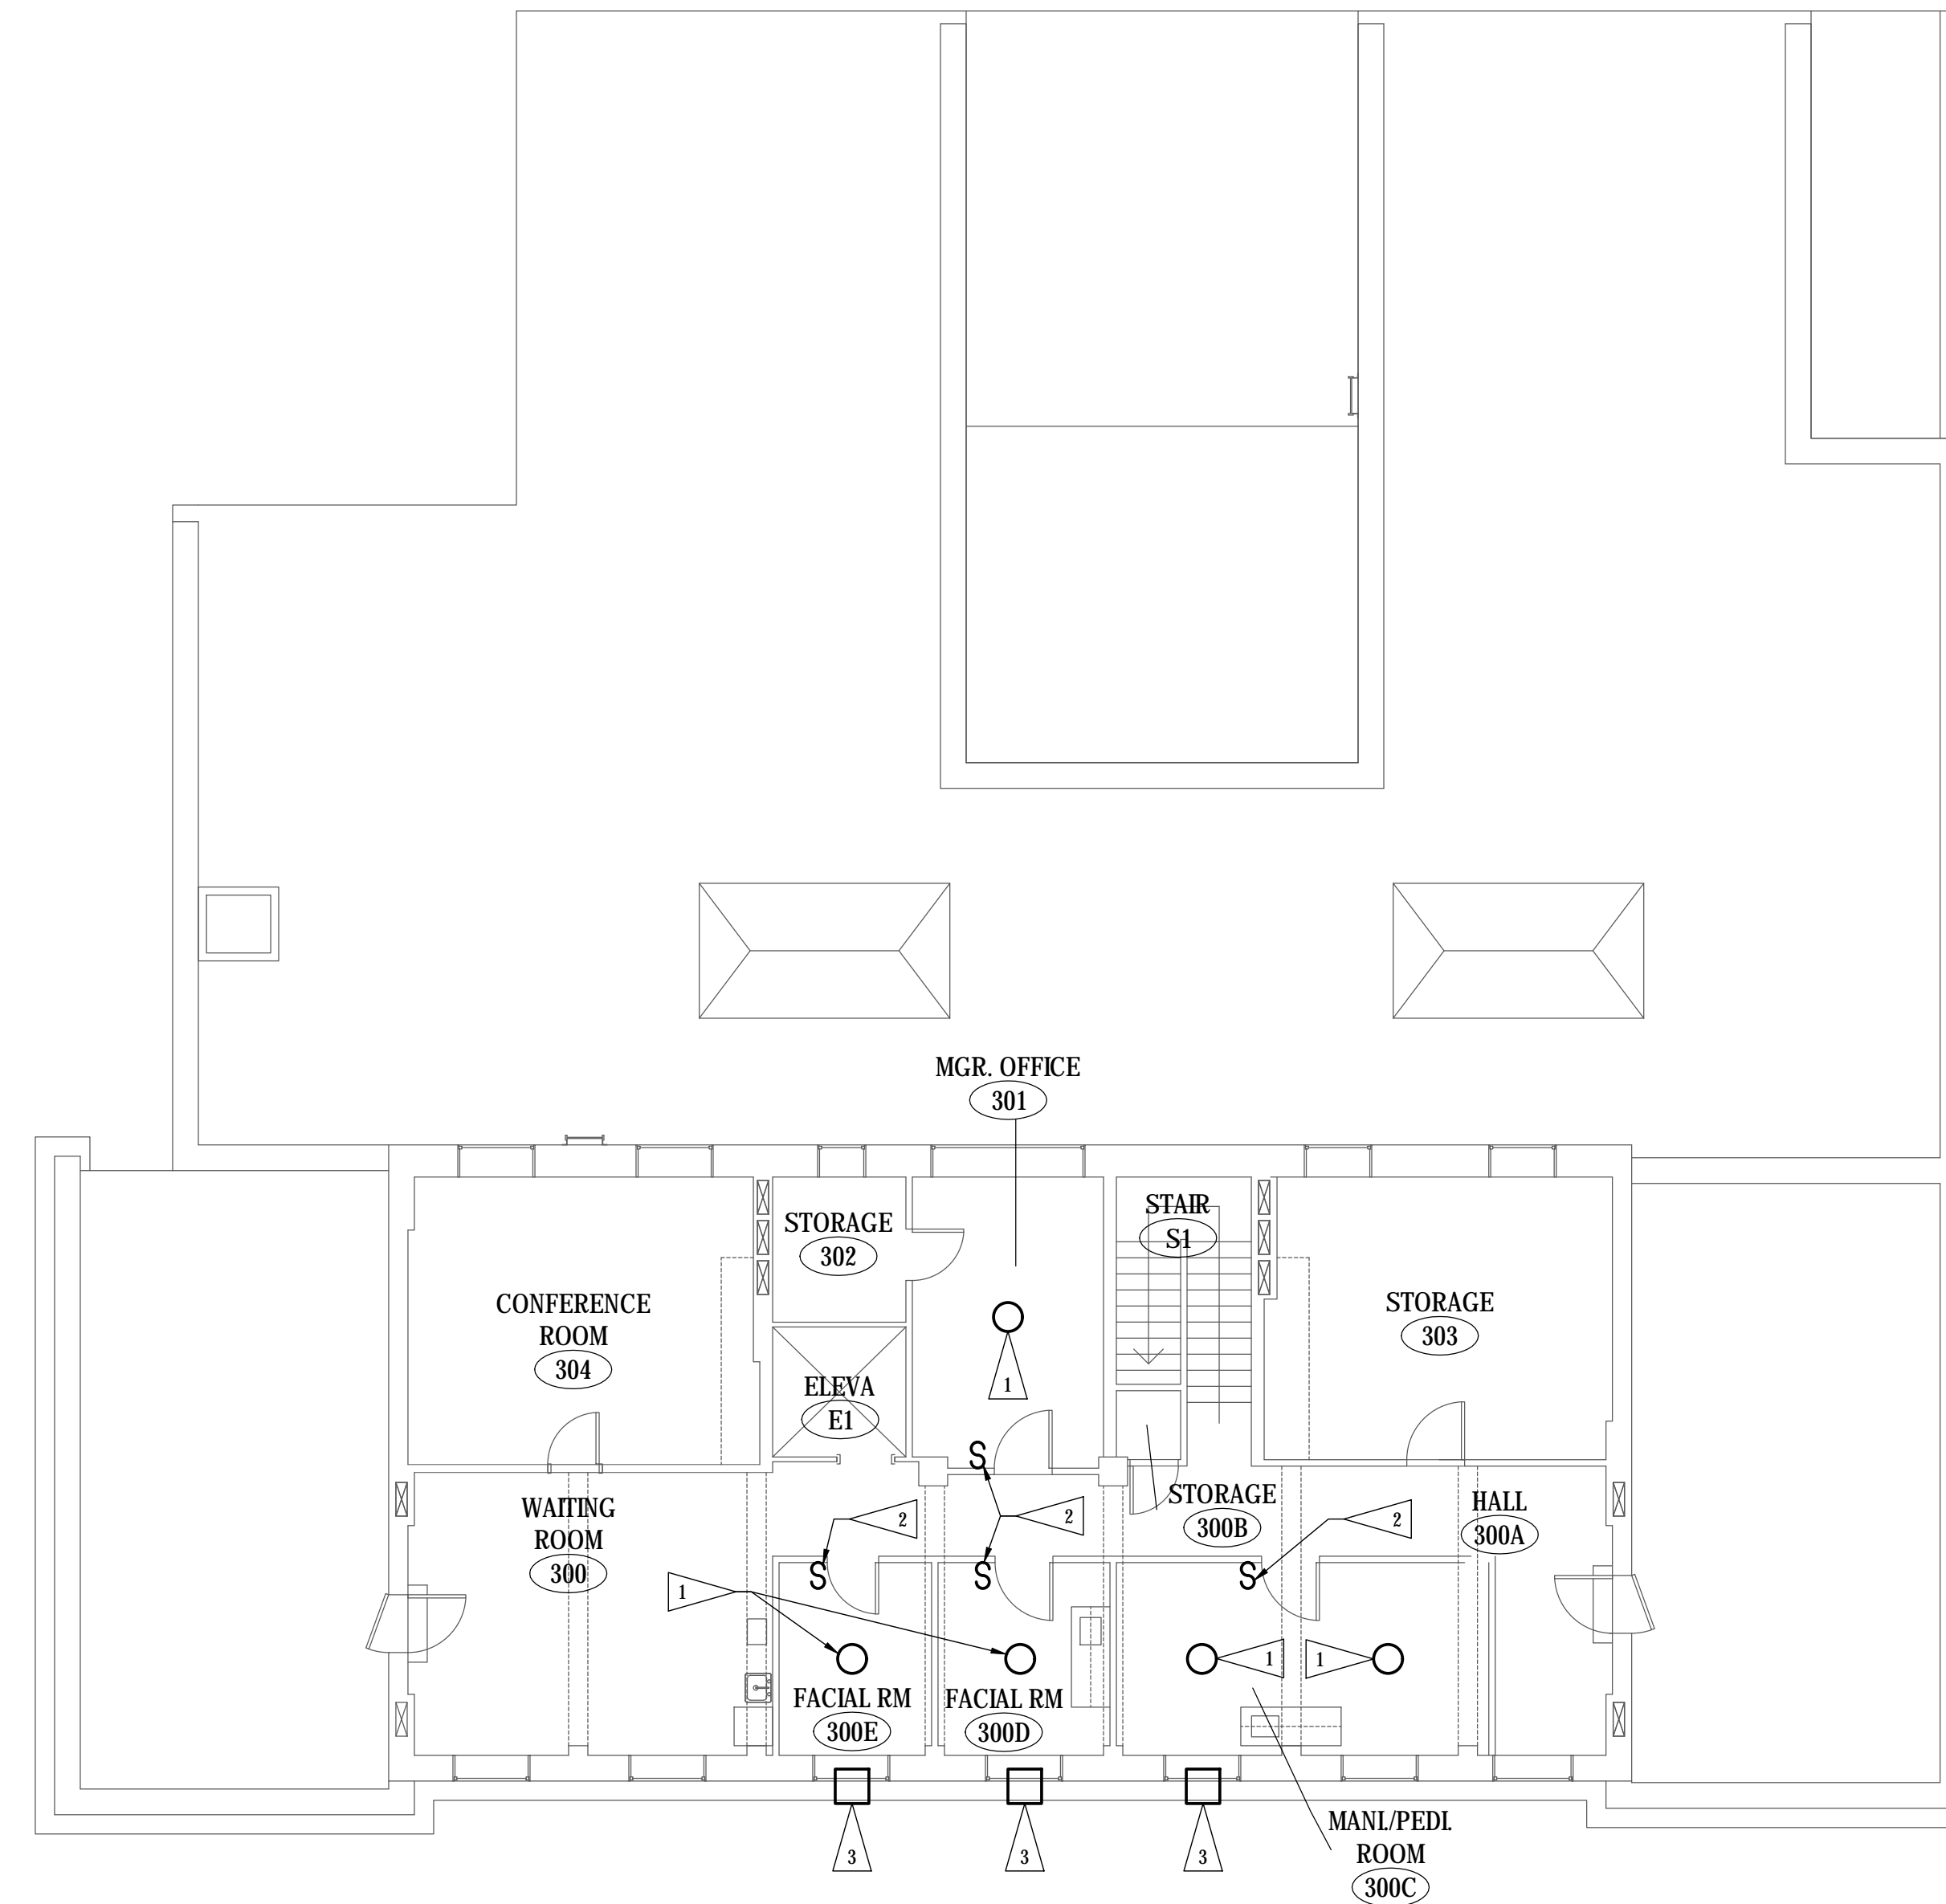 MGR. OFFICE
301
STAIR
S1
STORAGE
302
CONFERENCE
ROOM
304
STORAGE
303
ELEVA
E1
1
S
WAITING
ROOM
300
2
2
STORAGE
300B
2
HALL
300A
S
S
S
1
1
1
FACIAL RM
300E
FACIAL RM
300D
MANI./PEDI.
ROOM
300C
3
3
3